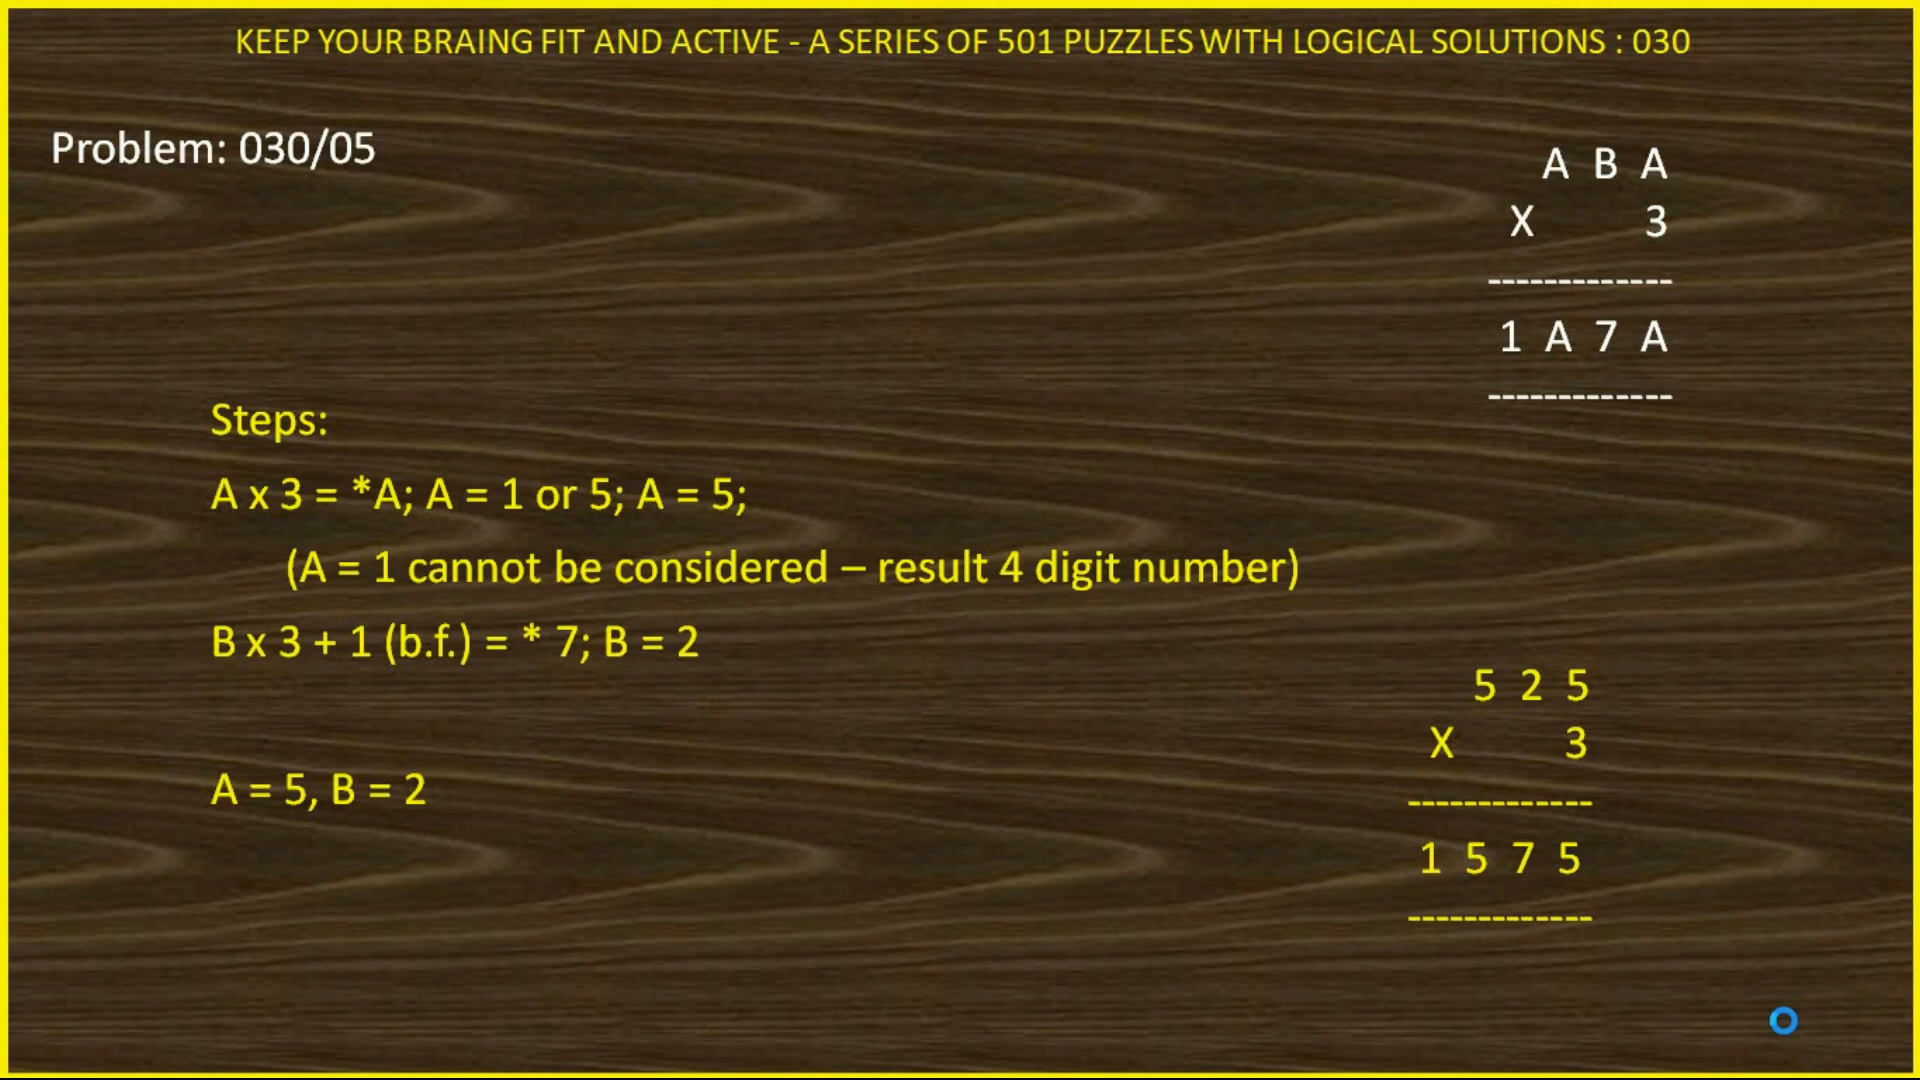 KEEP YOUR BRAING FIT AND ACTIVE - A SERIES OF 501 PUZZLES WITH LOGICAL SOLUTIONS : 030
Problem: 030/05
A B A
X 3
-------------
1 A 7 A
-------------
Steps:
A x 3 = *A; A = 1 or 5; A = 5;
(A = 1 cannot be considered – result 4 digit number)
B x 3 + 1 (b.f.) = * 7; B = 2
A = 5, B = 2
5 2 5
X 3
-------------
1 5 7 5
-------------